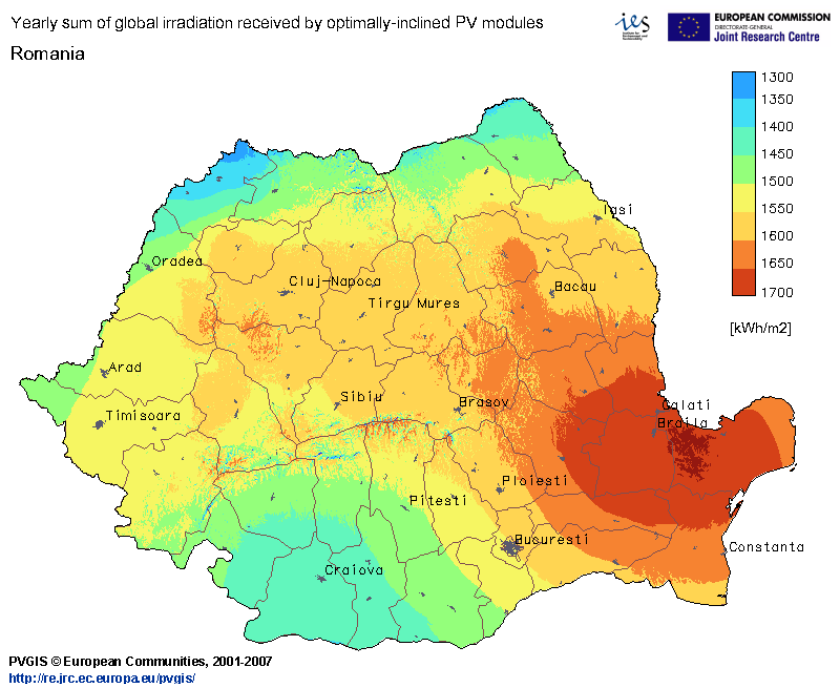 Yearly sum of global irradiation received by optimally-inclined PV modules
Romania
ies
EUROPEAN COMMISSION
DIRECTORATE-GENERAL
Joint Research Centre
1300
1350
1400
1450
1500
1550
1600
1650
1700
[kWh/m2]
Iasi
Oradea
Cluj-Napoca
Bacau
Tirgu Mures
Arad
Sibiu
Brasov
Galati
Timisoara
Braila
Ploiesti
Pitesti
Bucuresti
Constanta
Craiova
PVGIS © European Communities, 2001-2007
http://re.jrc.ec.europa.eu/pvgis/